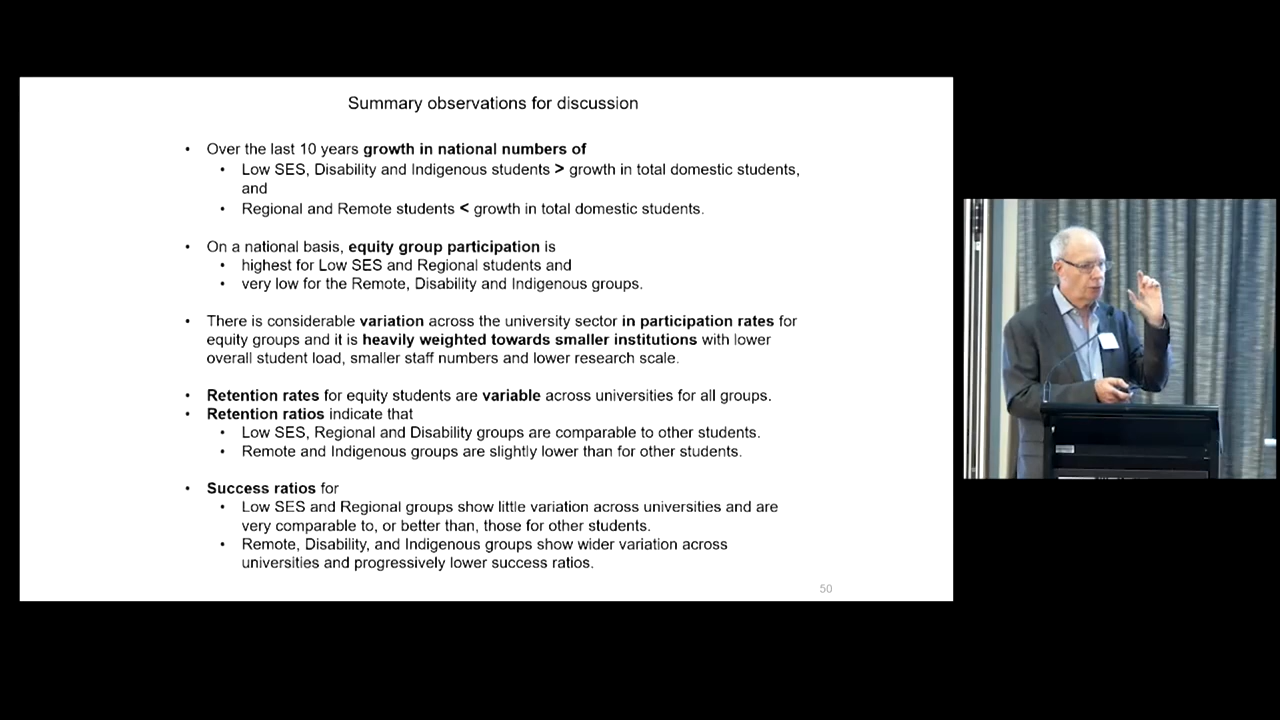 Summary observations for discussion
• Over the last 10 years growth in national numbers of
• Low SES, Disability and Indigenous students > growth in total domestic students,
and
• Regional and Remote students < growth in total domestic students.
• On a national basis, equity group participation is
• highest for Low SES and Regional students and
• very low for the Remote, Disability and Indigenous groups.
• There is considerable variation across the university sector in participation rates for
equity groups and it is heavily weighted towards smaller institutions with lower
overall student load, smaller staff numbers and lower research scale.
• Retention rates for equity students are variable across universities for all groups.
• Retention ratios indicate that
• Low SES, Regional and Disability groups are comparable to other students.
• Remote and Indigenous groups are slightly lower than for other students.
• Success ratios for
• Low SES and Regional groups show little variation across universities and are
very comparable to, or better than, those for other students.
• Remote, Disability, and Indigenous groups show wider variation across
universities and progressively lower success ratios.
50